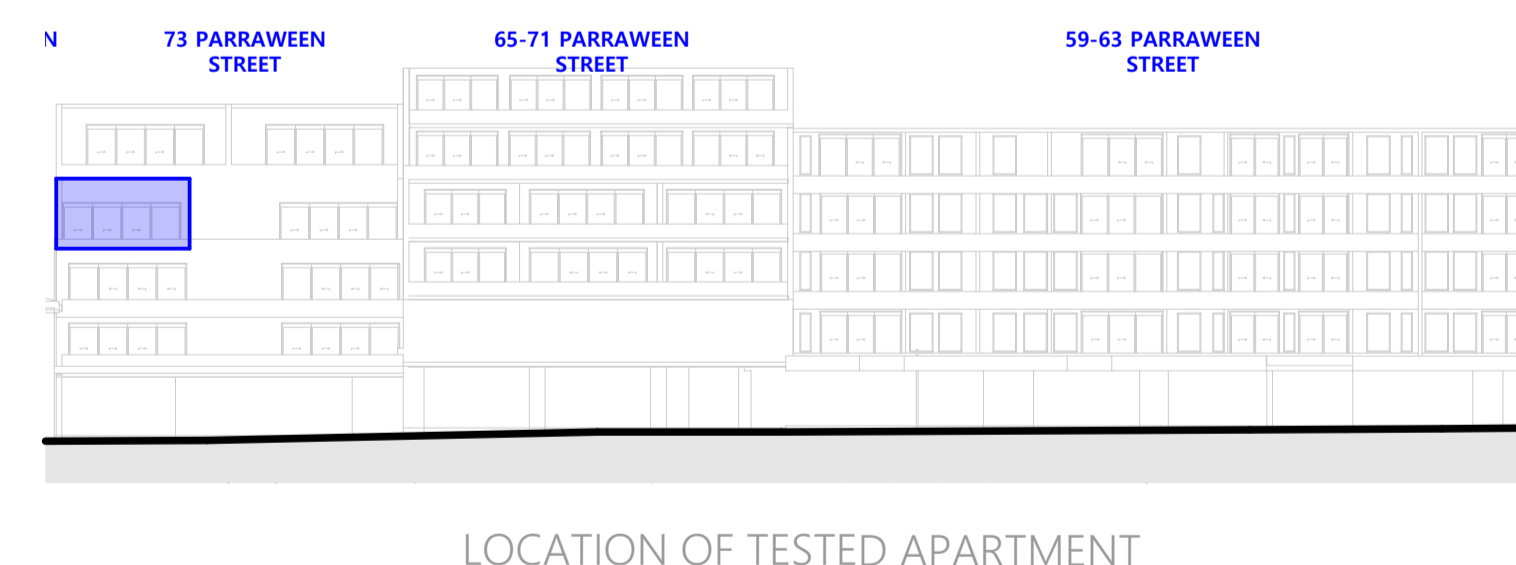 N
73 PARRAWEEN
STREET
65-71 PARRAWEEN
STREET
59-63 PARRAWEEN
STREET
LOCATION OF TESTED APARTMENT